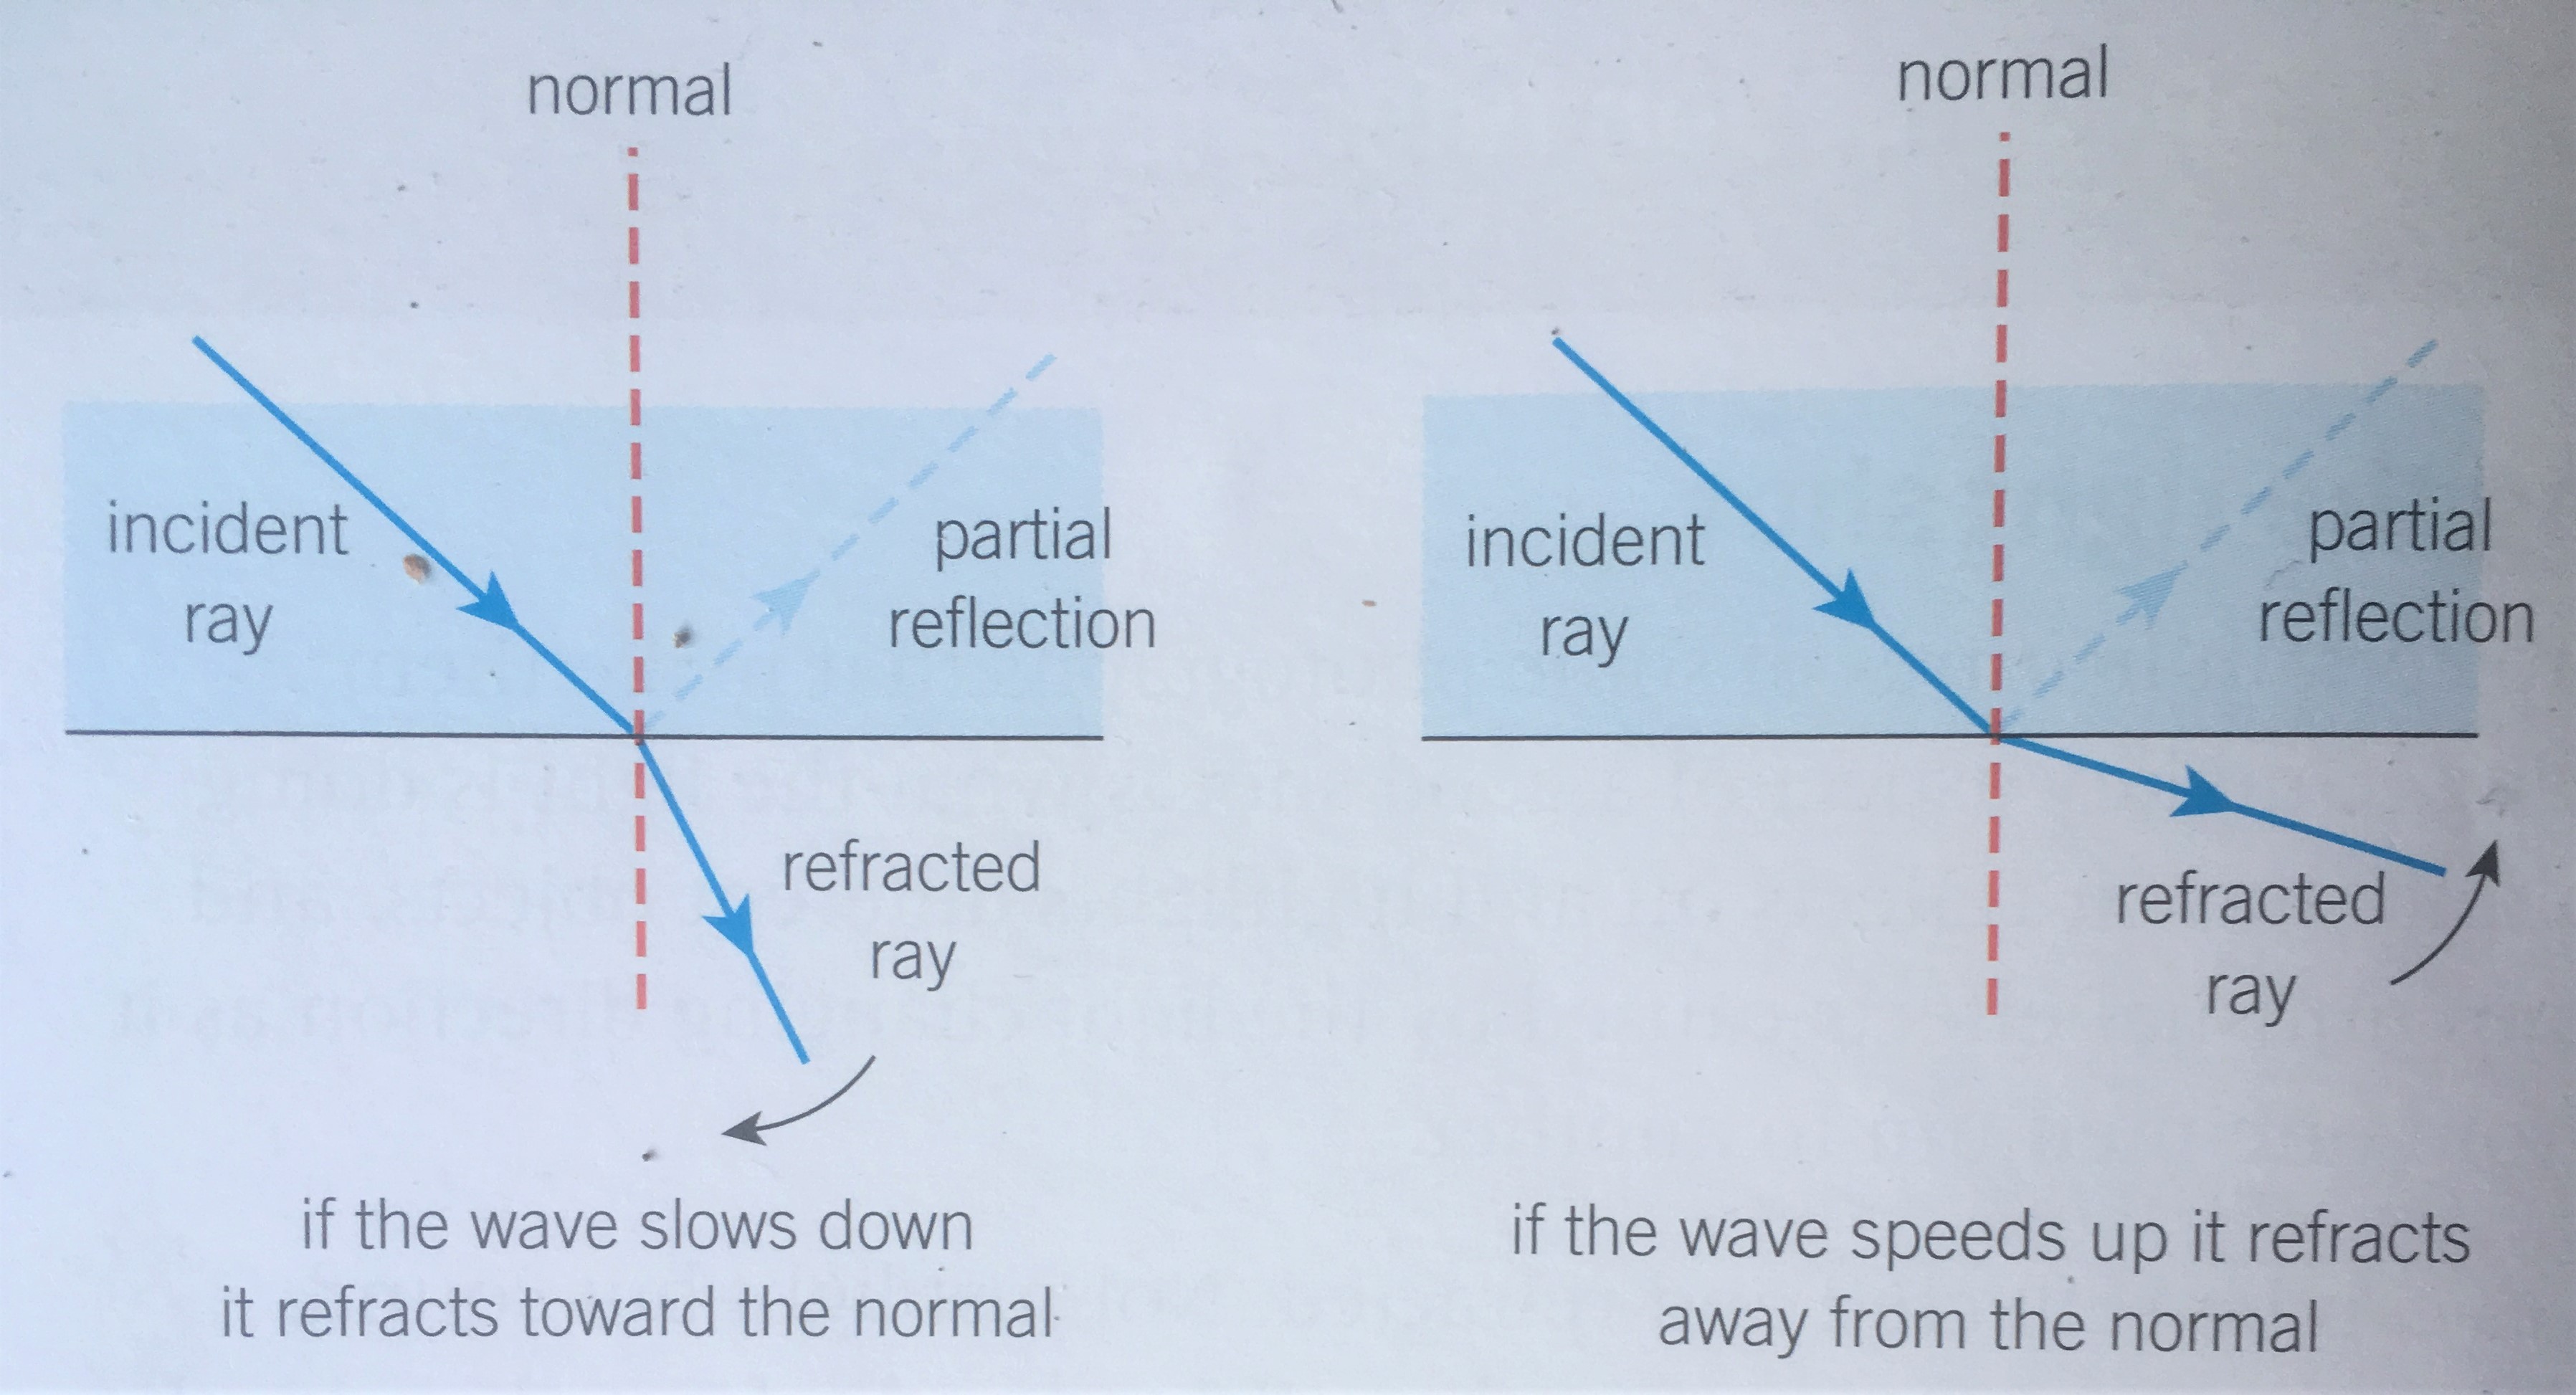 normal
incident
ray
partial
reflection
refracted
ray
if the wave slows down
it refracts toward the normal
normal
incident
ray
partial
reflection
refracted
ray
if the wave speeds up it refracts
away from the normal